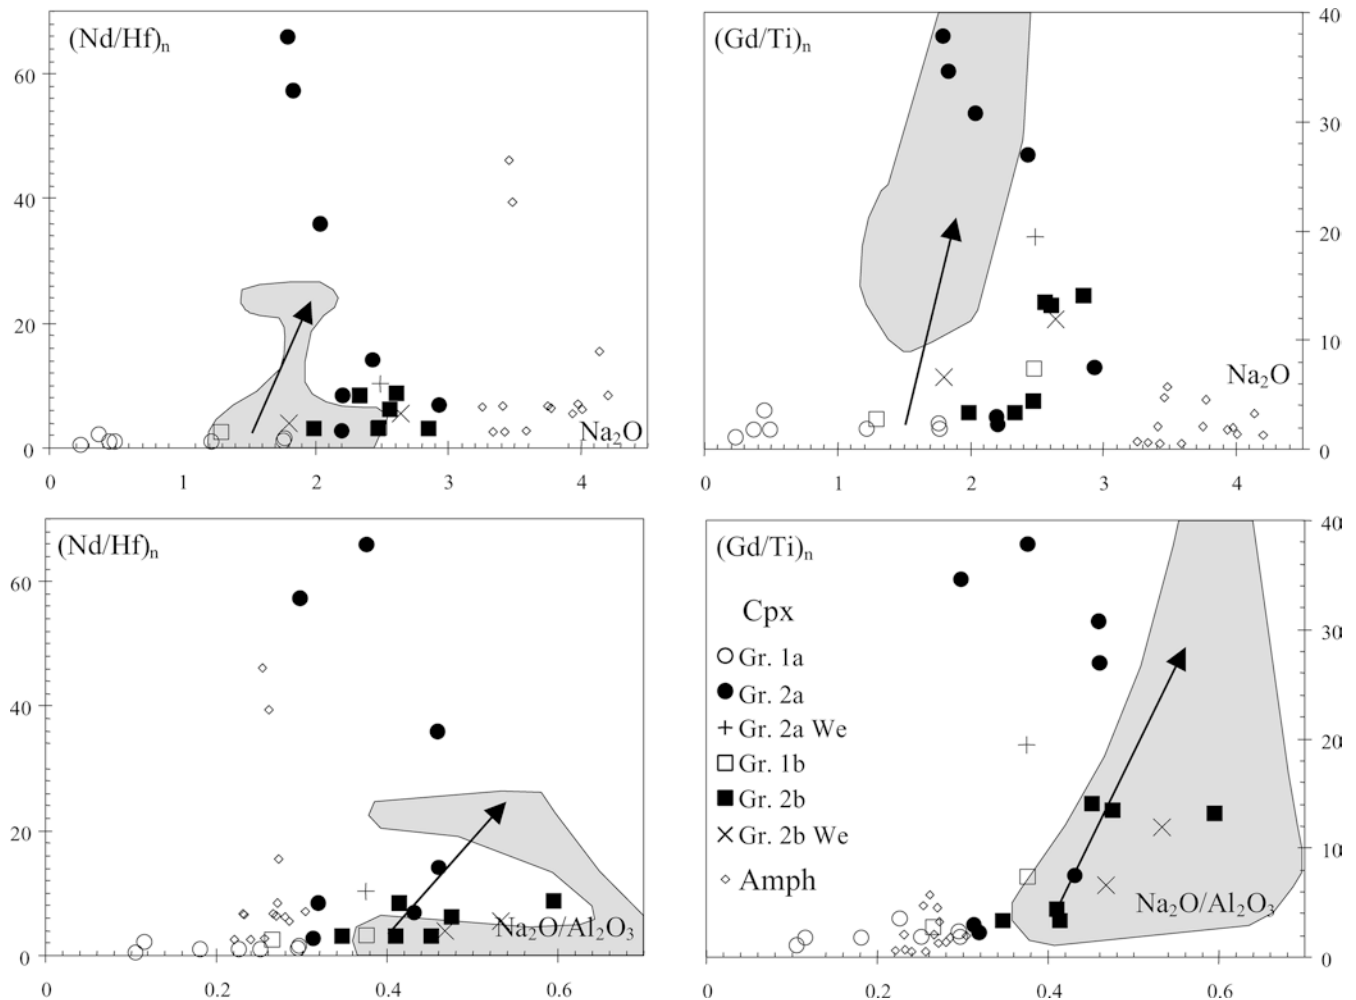 (Nd/Hf)n
60
40
20
0
Na₂O
0 1 2 3 4
(Gd/Ti)n
40
30
20
10
0
Na₂O
0 1 2 3 4
(Nd/Hf)n
60
40
20
0
Na₂O/Al₂O₃
0 0.2 0.4 0.6
(Gd/Ti)n
40
30
20
10
0
Cpx
Gr. 1a
Gr. 2a
Gr. 2a We
Gr. 1b
Gr. 2b
Gr. 2b We
Amph
Na₂O/Al₂O₃
0 0.2 0.4 0.6